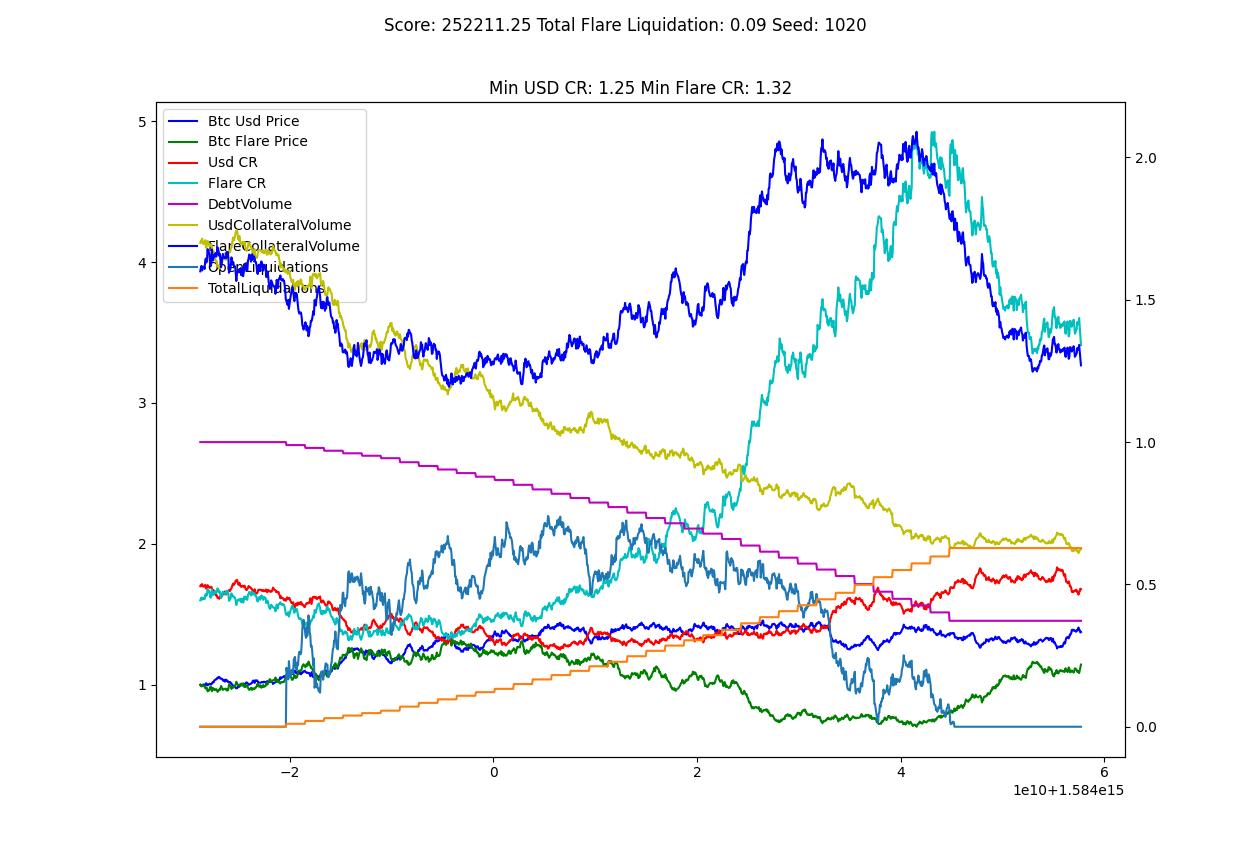 Score: 252211.25 Total Flare Liquidation: 0.09 Seed: 1020
Min USD CR: 1.25 Min Flare CR: 1.32
Btc Usd Price
Btc Flare Price
Usd CR
Flare CR
DebtVolume
UsdCollateralVolume
FlareCollateralVolume
OpenLiquidations
TotalLiquidations
5
4
3
2
1
2.0
1.5
1.0
0.5
0.0
−2
0
2
4
6
1e10+1.584e15